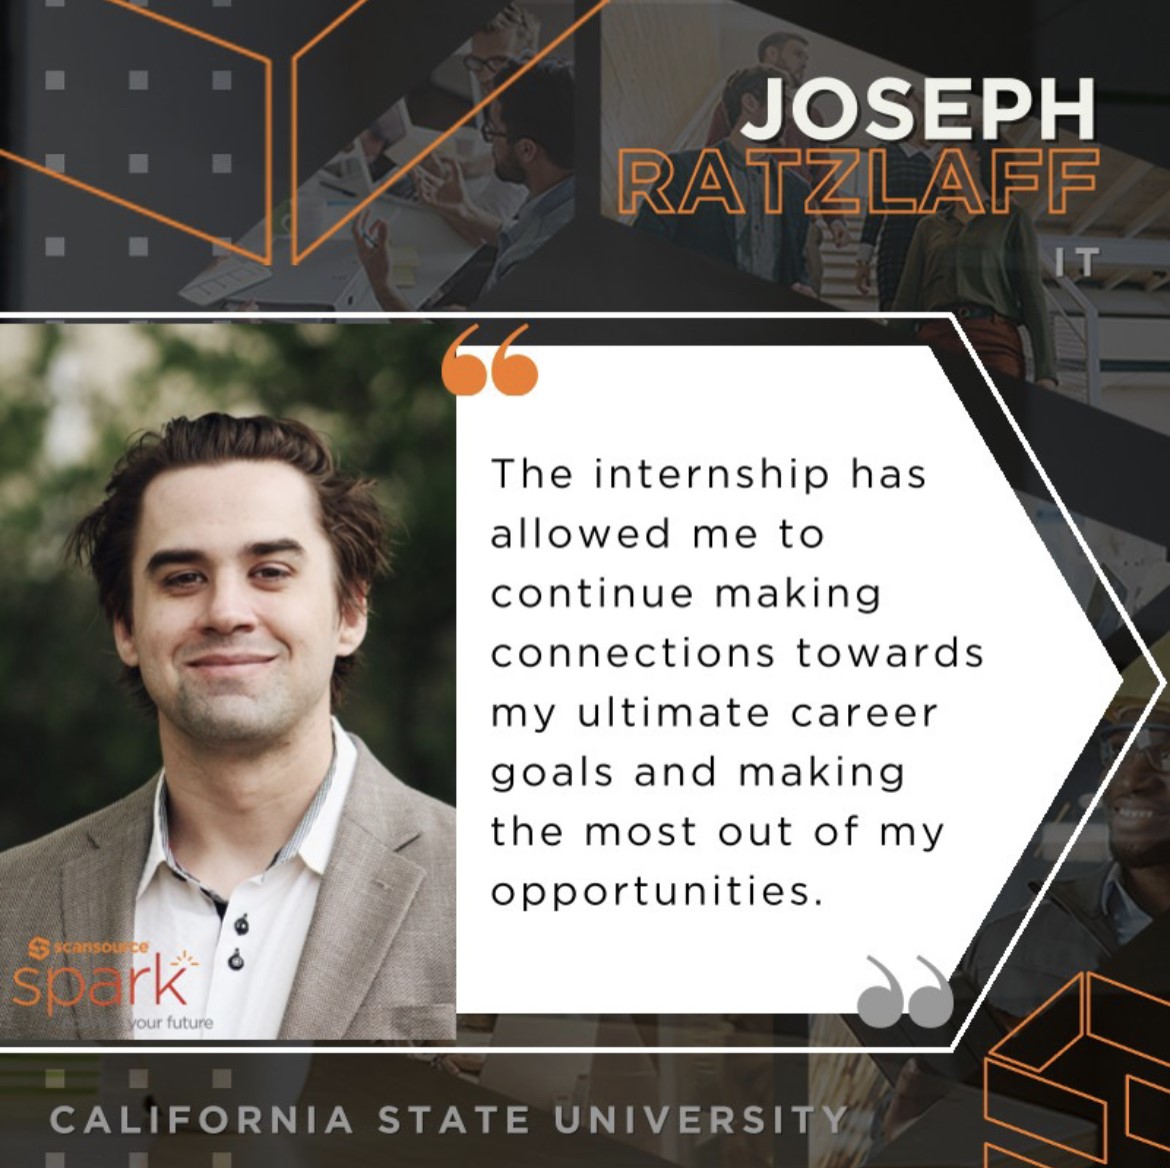 JOSEPH
RATZLAFF
IT
“
The internship has
allowed me to
continue making
connections towards
my ultimate career
goals and making
the most out of my
opportunities.
”
scansource
spark
your future
CALIFORNIA STATE UNIVERSITY